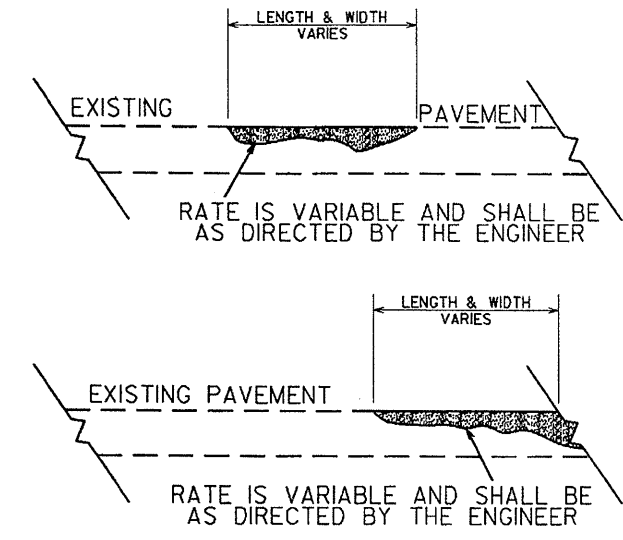 LENGTH & WIDTH
VARIES
EXISTING PAVEMENT
RATE IS VARIABLE AND SHALL BE
AS DIRECTED BY THE ENGINEER
LENGTH & WIDTH
VARIES
EXISTING PAVEMENT
RATE IS VARIABLE AND SHALL BE
AS DIRECTED BY THE ENGINEER